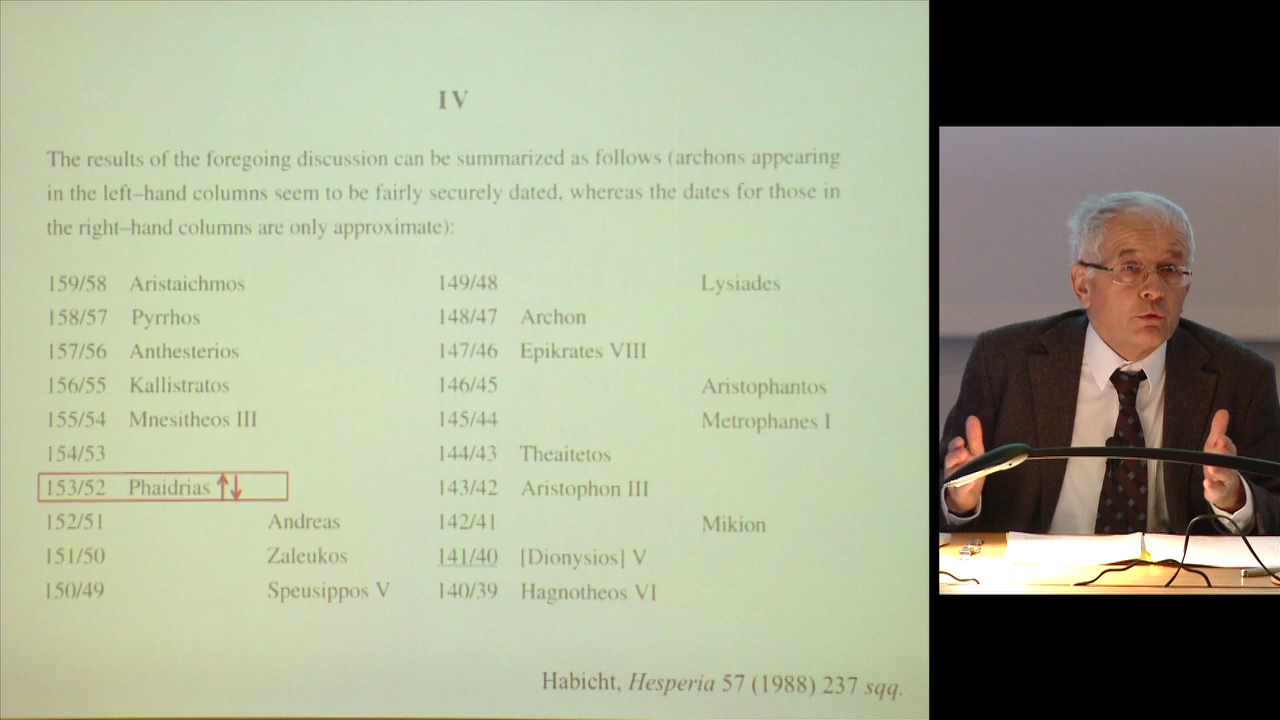 IV
The results of the foregoing discussion can be summarized as follows (archons appearing
in the left–hand columns seem to be fairly securely dated, whereas the dates for those in
the right–hand columns are only approximate):
159/58 Aristaichmos 149/48 Lysiades
158/57 Pyrrhos 148/47 Archon
157/56 Anthesterios 147/46 Epikrates VIII
156/55 Kallistratos 146/45 Aristophantos
155/54 Mnesitheos III 145/44 Metrophanes I
154/53 144/43 Theaitetos
153/52 Phaidrias ↑↓ 143/42 Aristophon III
152/51 Andreas 142/41 Mikion
151/50 Zaleukos 141/40 [Dionysios] V
150/49 Speusippos V 140/39 Hagnotheos VI
Habicht, Hesperia 57 (1988) 237 sqq.